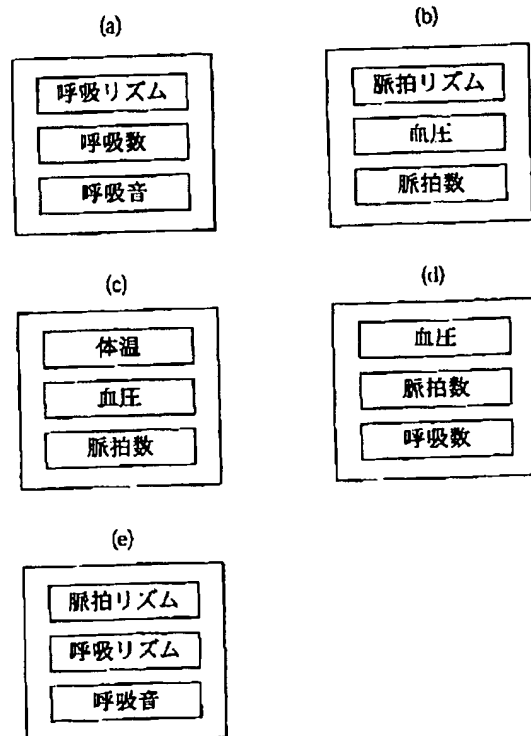 (a)
呼吸リズム
呼吸数
呼吸音
(b)
脈拍リズム
血圧
脈拍数
(c)
体温
血圧
脈拍数
(d)
血圧
脈拍数
呼吸数
(e)
脈拍リズム
呼吸リズム
呼吸音